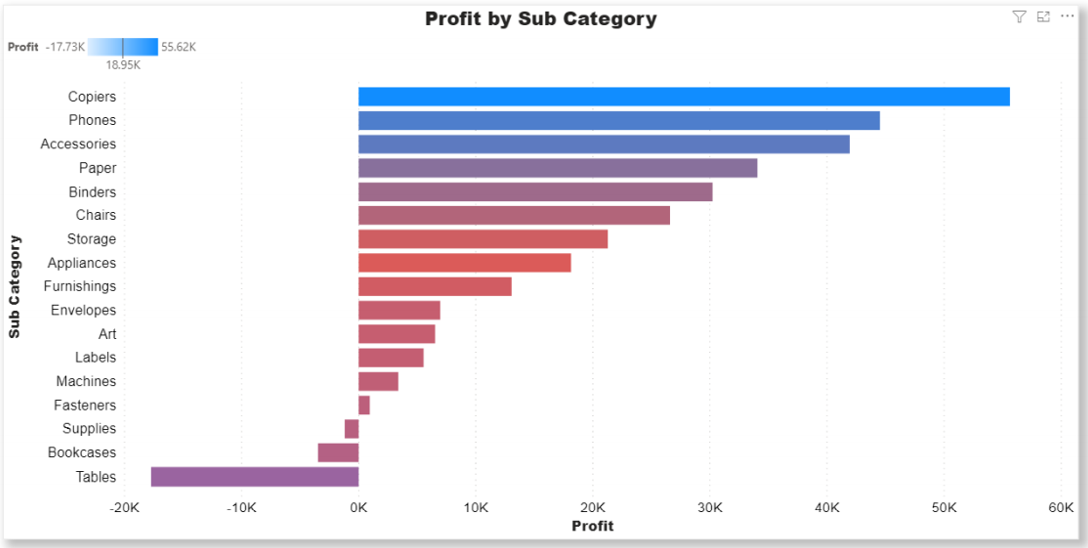 Profit by Sub Category
Profit -17.73K 55.62K
18.95K
Sub Category
Copiers
Phones
Accessories
Paper
Binders
Chairs
Storage
Appliances
Furnishings
Envelopes
Art
Labels
Machines
Fasteners
Supplies
Bookcases
Tables
-20K -10K 0K 10K 20K 30K 40K 50K 60K
Profit